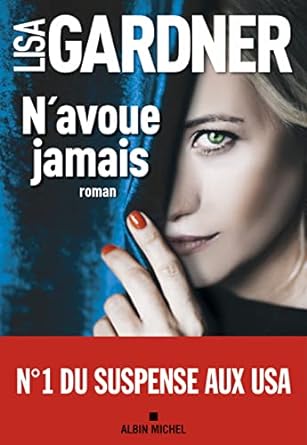 LISA
GARDNER
N'avoue
jamais
roman
N°1 DU SUSPENSE AUX USA
ALBIN MICHEL